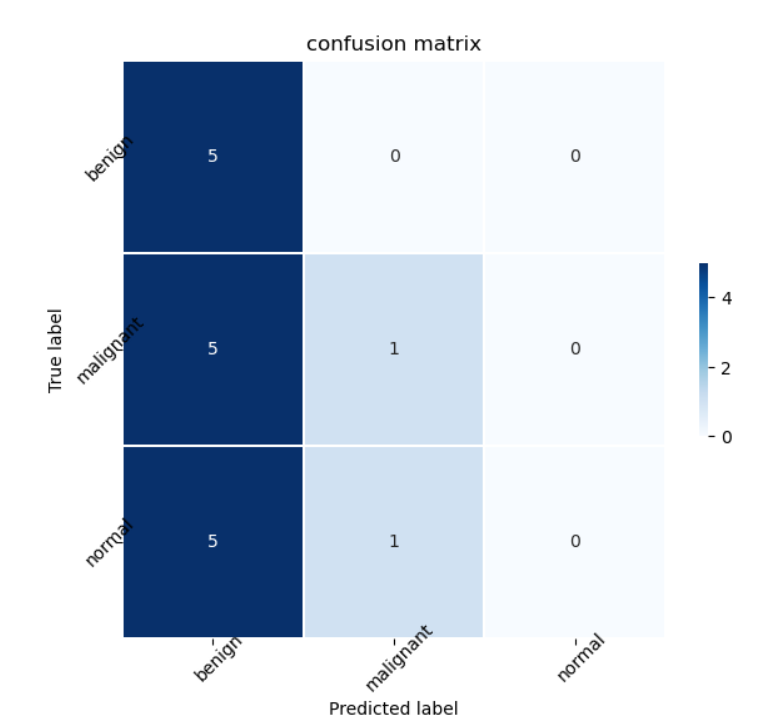 confusion matrix
benign 5 0 0
malignant 5 1 0
normal 5 1 0
True label
benign malignant normal
Predicted label
4
2
0